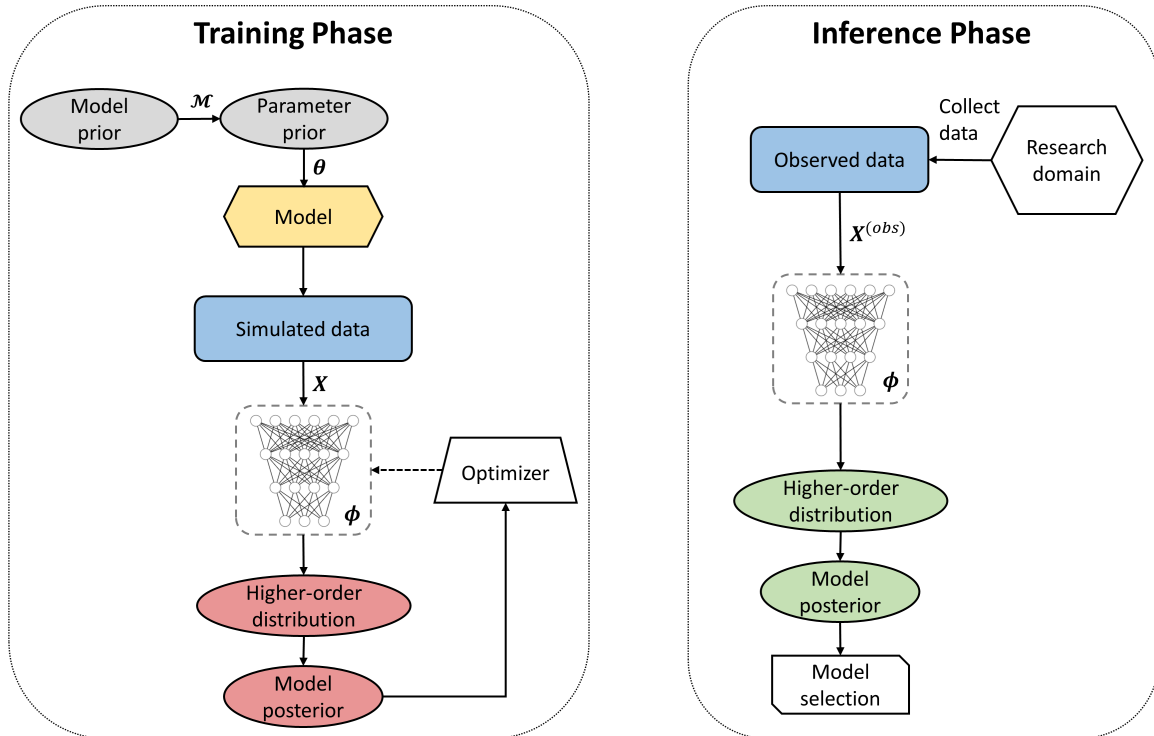 Training Phase
Model
prior
ℳ
Parameter
prior
θ
Model
Simulated data
X
ϕ
Optimizer
Higher-order
distribution
Model
posterior
Inference Phase
Collect
data
Research
domain
Observed data
X^(obs)
ϕ
Higher-order
distribution
Model
posterior
Model
selection